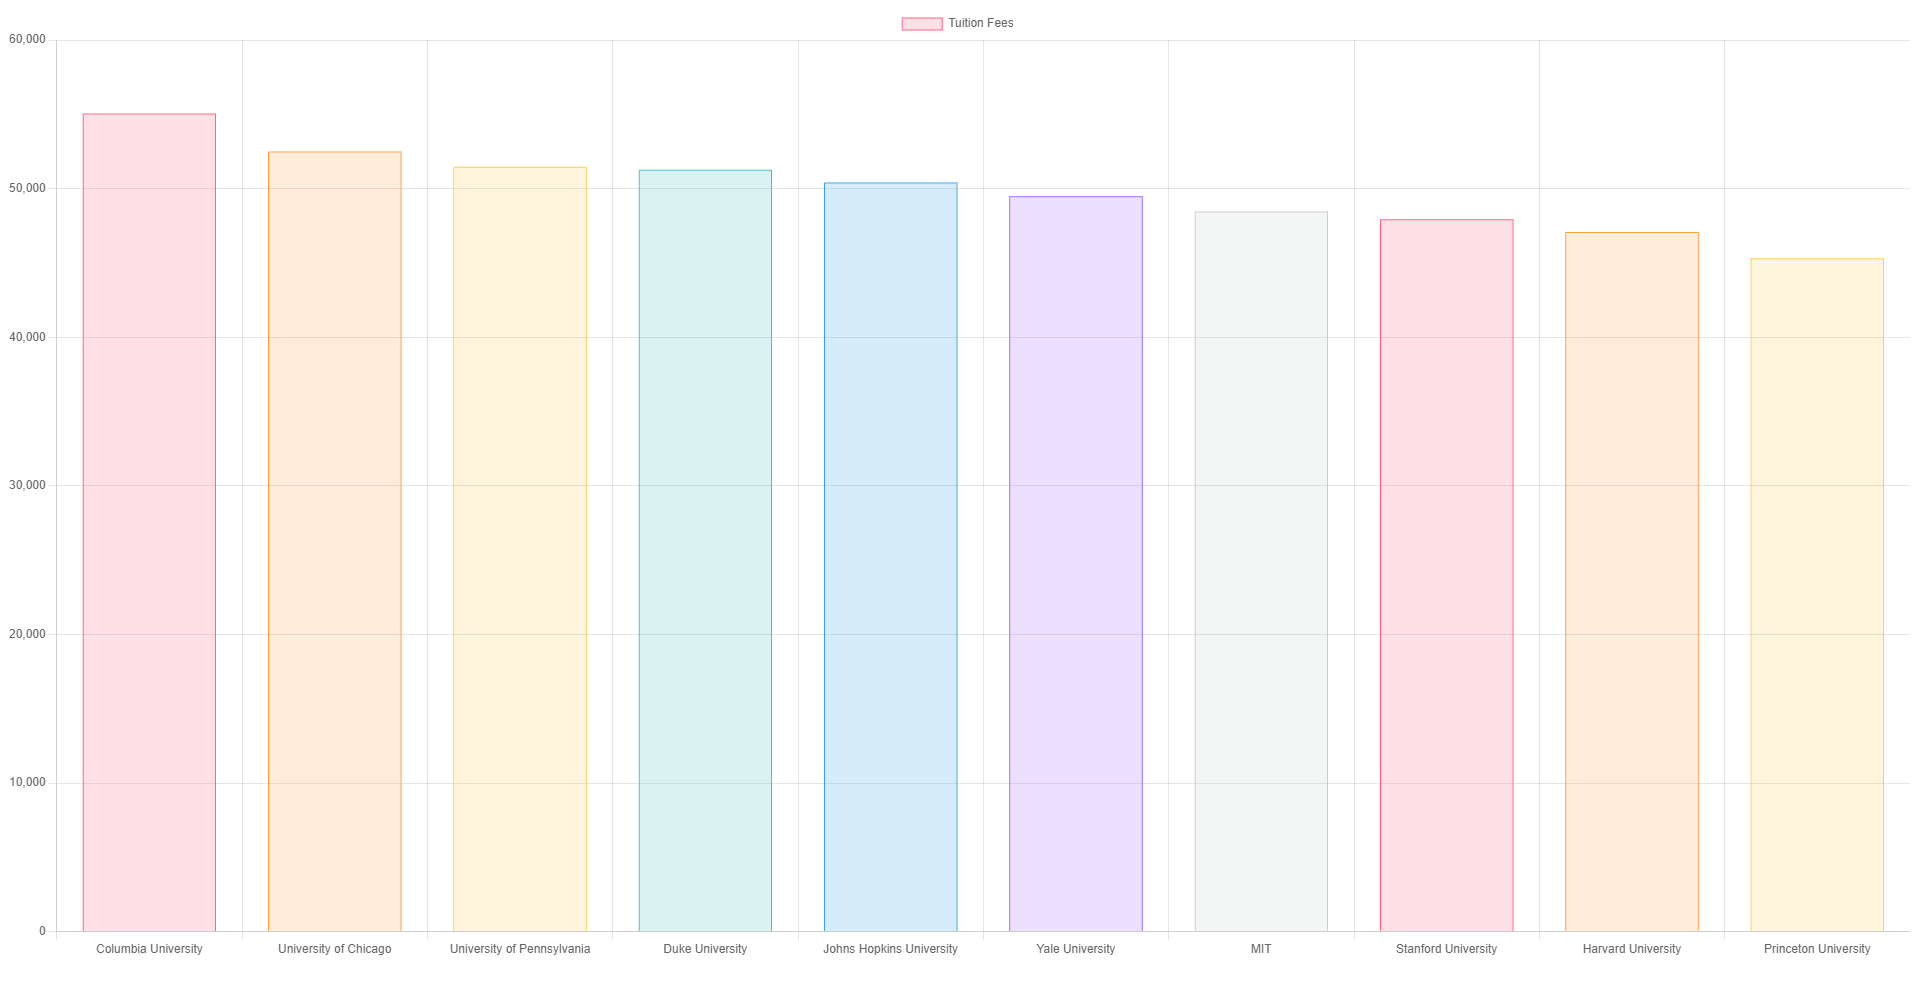 Tuition Fees
60,000
50,000
40,000
30,000
20,000
10,000
0
Columbia University
University of Chicago
University of Pennsylvania
Duke University
Johns Hopkins University
Yale University
MIT
Stanford University
Harvard University
Princeton University